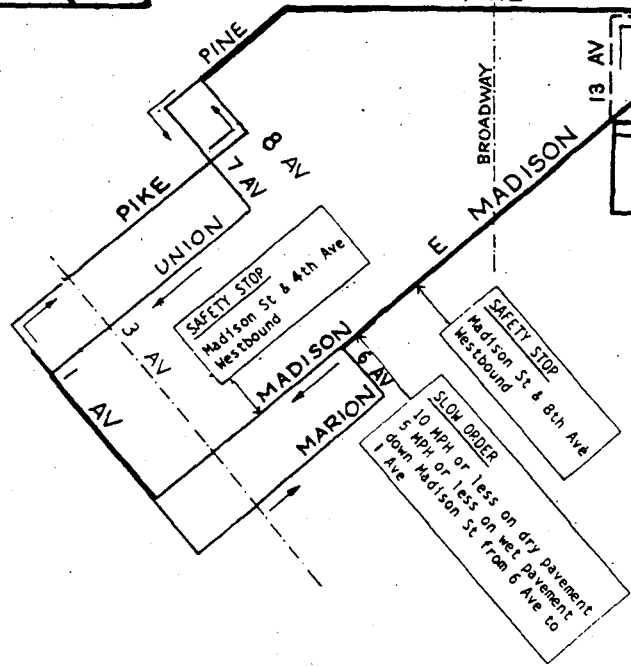 PINE
13 AV
BROADWAY
8 AV
7 AV
PIKE
UNION
E MADISON
SAFETY STOP
Madison St & 4th Ave
Westbound
3 AV
1 AV
MADISON
6 AV
MARION
SAFETY STOP
Madison St & 8th Ave
Westbound
SLOW ORDER
10 MPH or less on dry pavement
5 MPH or less on wet pavement
down Madison St from 6 Ave to
1 Ave